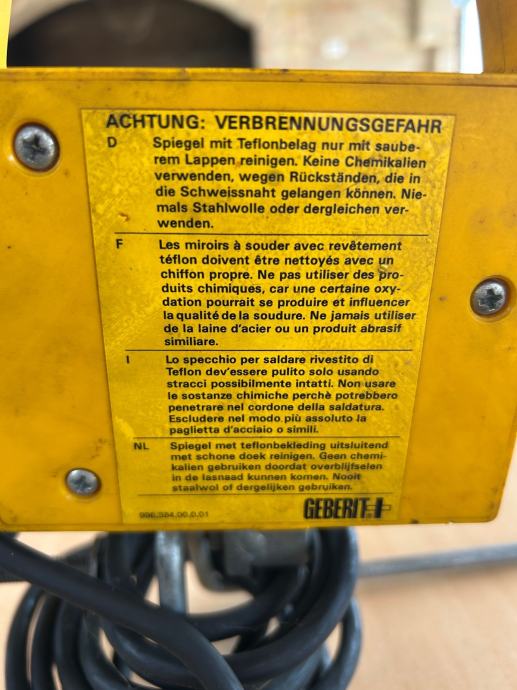 ACHTUNG: VERBRENNUNGSGEFAHR
D Spiegel mit Teflonbelag nur mit saube-
rem Lappen reinigen. Keine Chemikalien
verwenden, wegen Rückständen, die in
die Schweissnaht gelangen können. Nie-
mals Stahlwolle oder dergleichen ver-
wenden.
F Les miroirs à souder avec revêtement
téflon doivent être nettoyés avec un
chiffon propre. Ne pas utiliser des pro-
duits chimiques, car une certaine oxy-
dation pourrait se produire et influencer
la qualité de la soudure. Ne jamais utiliser
de la laine d'acier ou un produit abrasif
similiare.
I Lo specchio per saldare rivestito di
Teflon dev'essere pulito solo usando
stracci possibilmente intatti. Non usare
le sostanze chimiche perchè potrebbero
penetrare nel cordone della saldatura.
Escludere nel modo più assoluto la
paglietta d'acciaio o simili.
NL Spiegel met teflonbekleding uitsluitend
met schone doek reinigen. Geen chemi-
kalien gebruiken doordat overblijfselen
in de lasnaad kunnen komen. Nooit
staalwol of dergelijken gebruiken.
996.384.00.0.01 GEBERIT